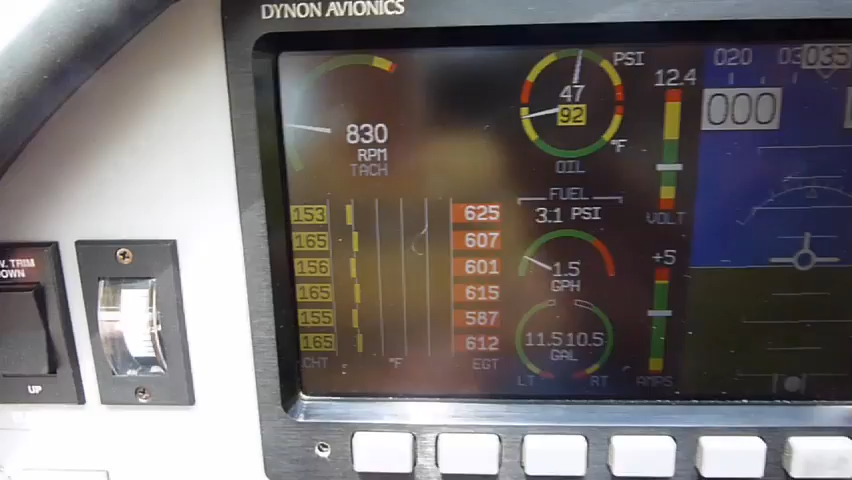 DYNON AVIONICS
830
RPM
TACH
PSI
47
92
°F
OIL
12.4
VOLT
020
035
000
FUEL
3.1 PSI
1.5
GPH
11.5 10.5
GAL
LT RT
+5
AMPS
153 625
165 607
156 601
165 615
155 587
165 612
CHT °F EGT
TRIM
DOWN
UP